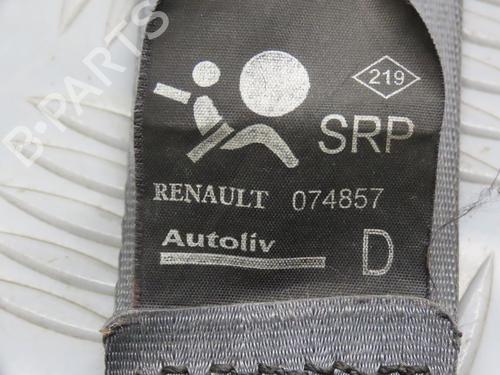 219
SRP
RENAULT 074857
Autoliv
D
B-PARTS